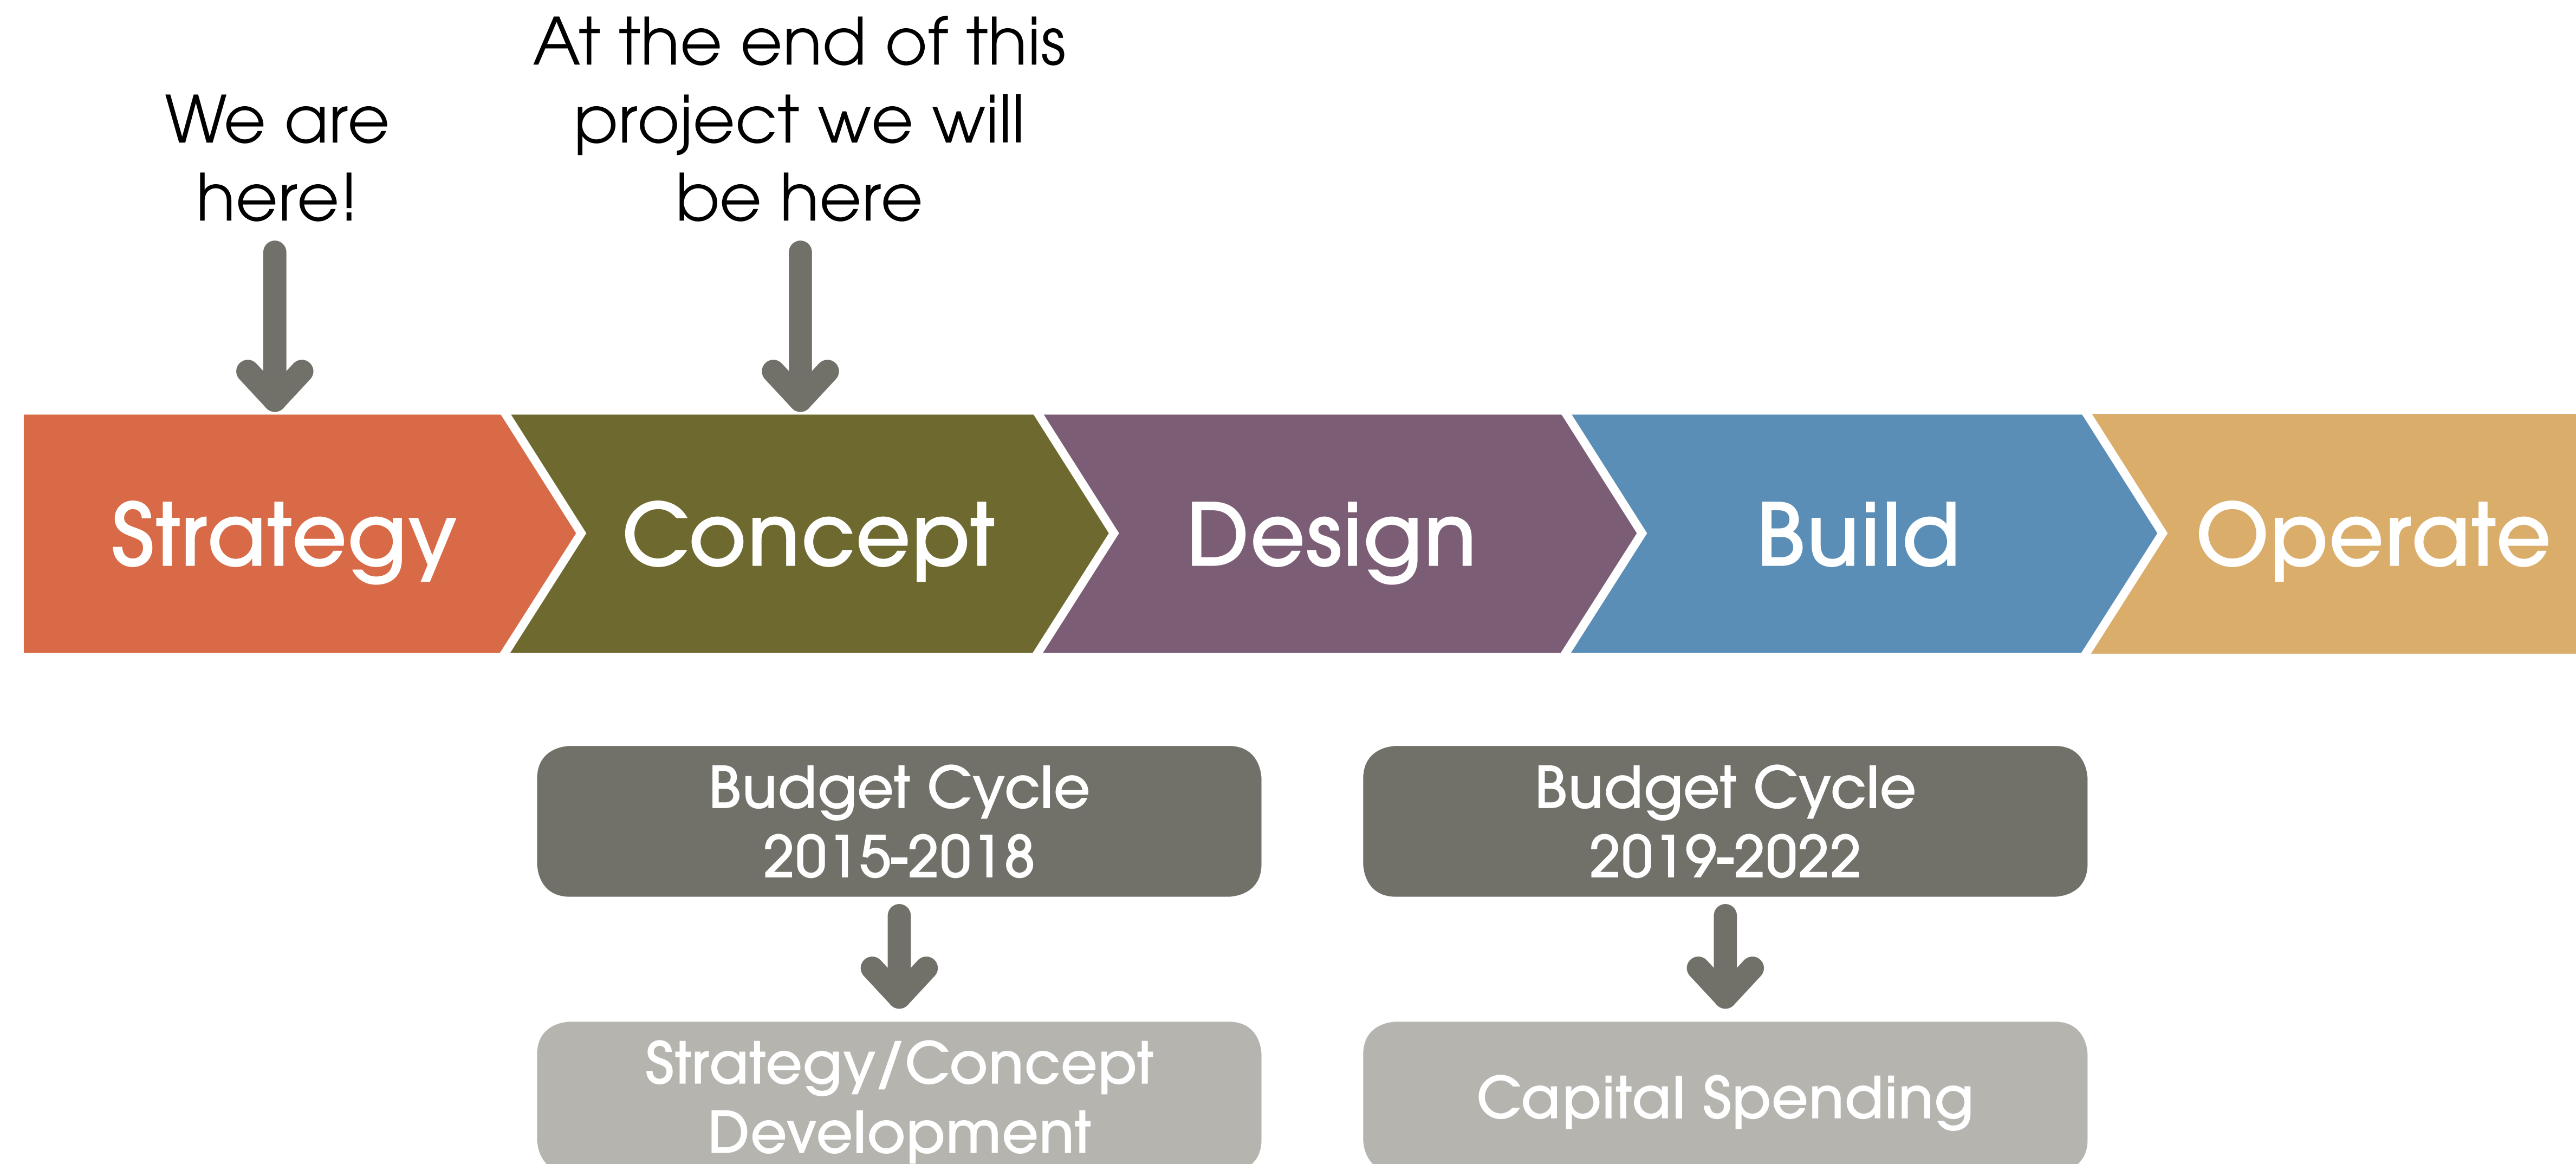 We are
here!
At the end of this
project we will
be here
Strategy
Concept
Design
Build
Operate
Budget Cycle
2015-2018
Budget Cycle
2019-2022
Strategy/Concept
Development
Capital Spending